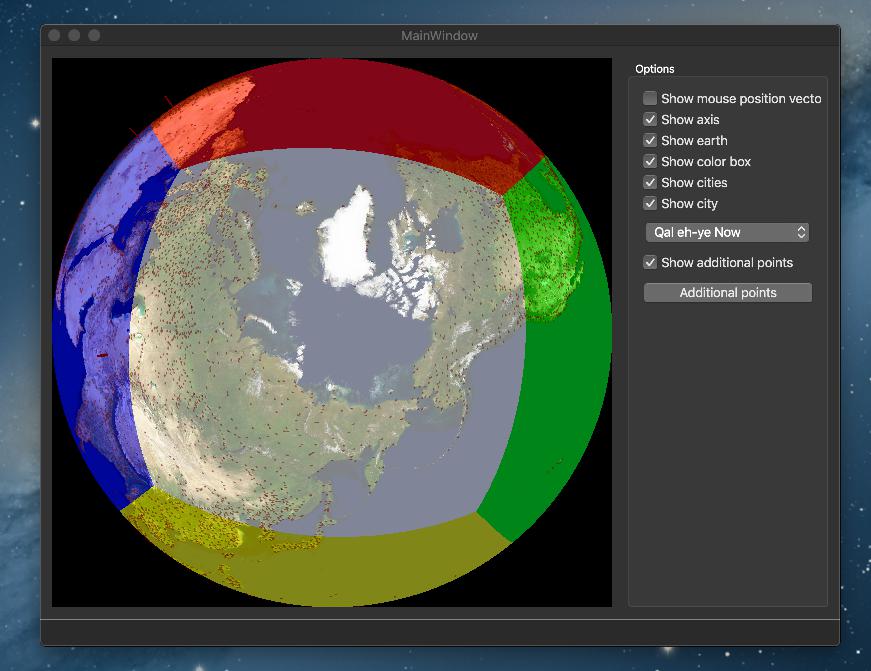 MainWindow
Options
Show mouse position vecto
Show axis
Show earth
Show color box
Show cities
Show city
Qal eh-ye Now
Show additional points
Additional points